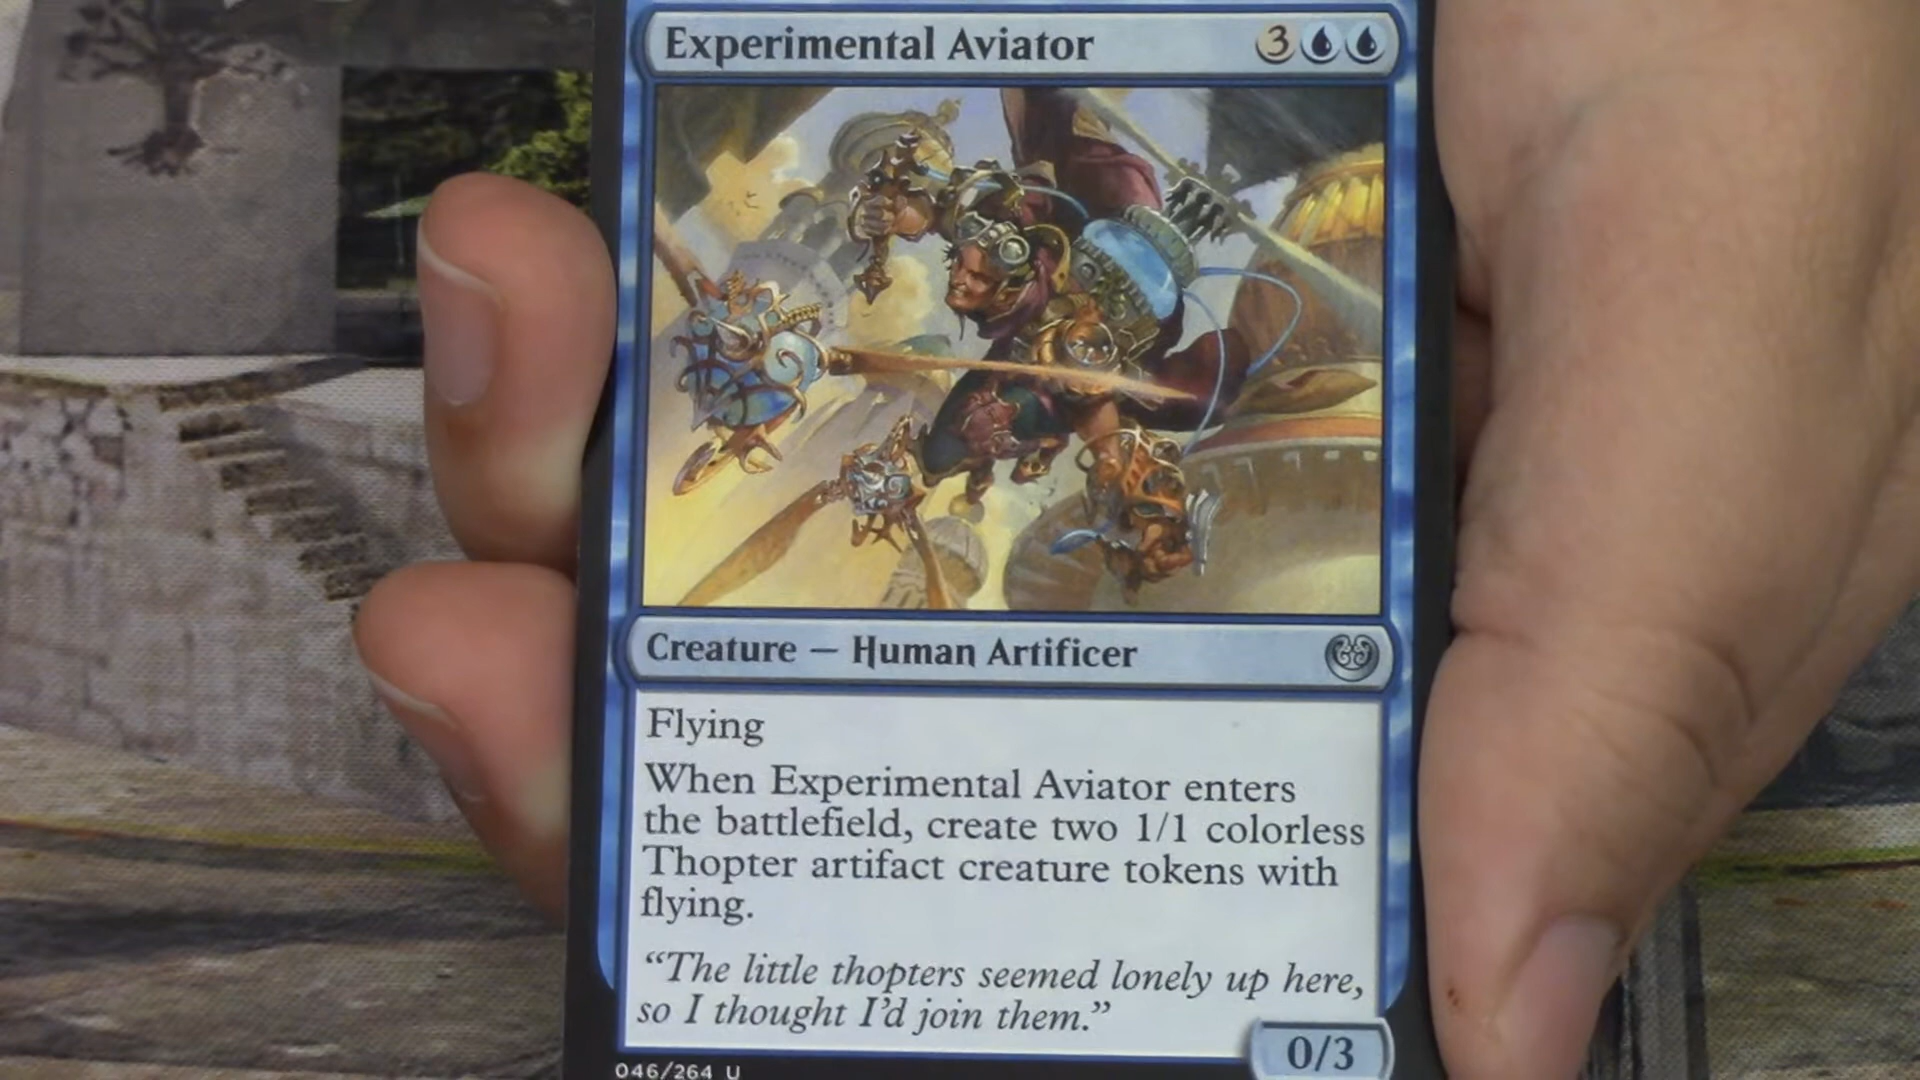 Experimental Aviator 3
Creature — Human Artificer
Flying
When Experimental Aviator enters
the battlefield, create two 1/1 colorless
Thopter artifact creature tokens with
flying.
“The little thopters seemed lonely up here,
so I thought I’d join them.”
0/3
046/264 U